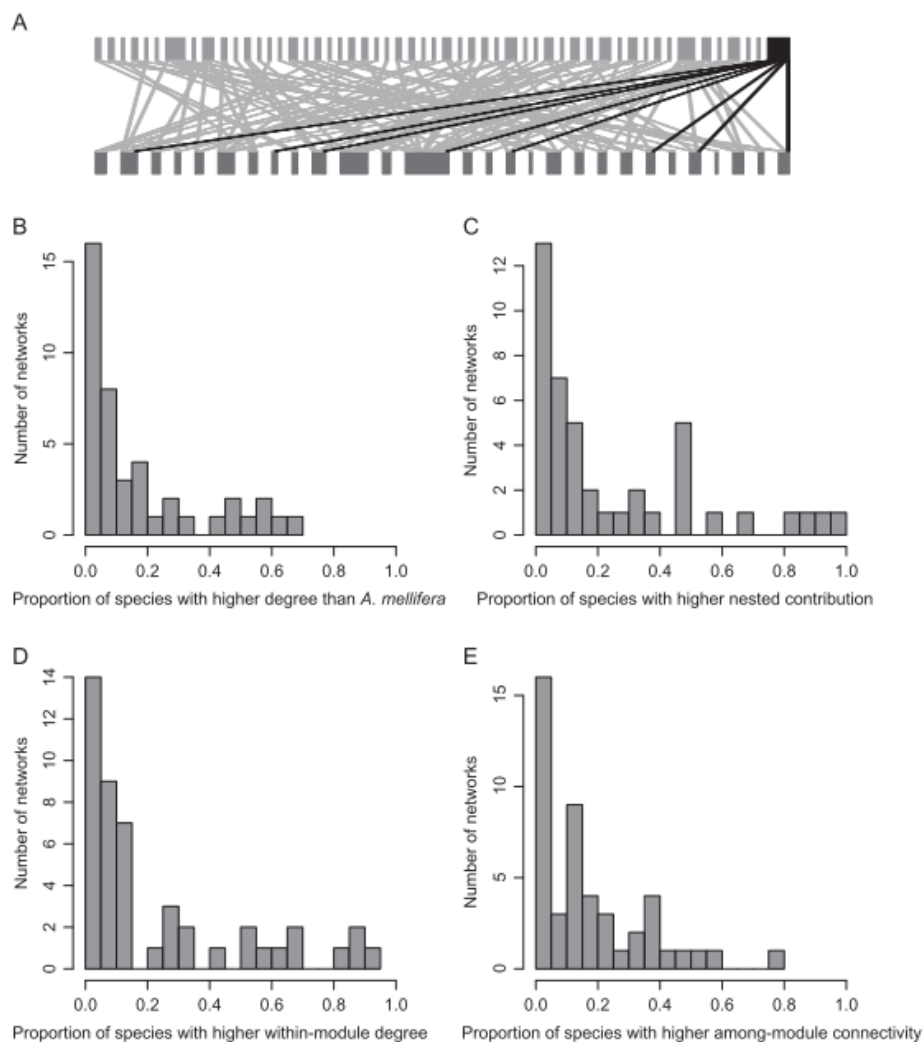 A
B
C
Number of networks
15
10
5
0
0.0 0.2 0.4 0.6 0.8 1.0
Proportion of species with higher degree than A. mellifera
Number of networks
12
10
8
6
4
2
0
0.0 0.2 0.4 0.6 0.8 1.0
Proportion of species with higher nested contribution
D
E
Number of networks
14
12
10
8
6
4
2
0
0.0 0.2 0.4 0.6 0.8 1.0
Proportion of species with higher within-module degree
Number of networks
15
10
5
0
0.0 0.2 0.4 0.6 0.8 1.0
Proportion of species with higher among-module connectivity